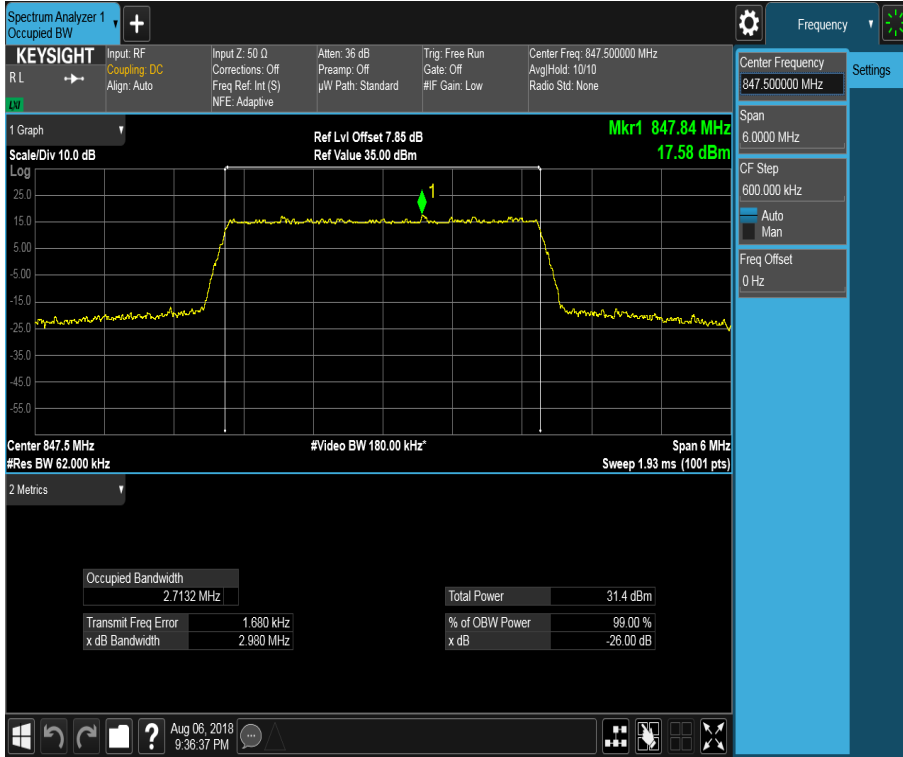 Spectrum Analyzer 1
Occupied BW
Frequency
KEYSIGHT
R L
LXI
Input: RF
Coupling: DC
Align: Auto
Input Z: 50 Ω
Corrections: Off
Freq Ref: Int (S)
NFE: Adaptive
Atten: 36 dB
Preamp: Off
µW Path: Standard
Trig: Free Run
Gate: Off
#IF Gain: Low
Center Freq: 847.500000 MHz
Avg|Hold: 10/10
Radio Std: None
Center Frequency
847.500000 MHz
Settings
Span
6.0000 MHz
CF Step
600.000 kHz
Auto
Man
Freq Offset
0 Hz
1 Graph
Scale/Div 10.0 dB
Ref Lvl Offset 7.85 dB
Ref Value 35.00 dBm
Mkr1 847.84 MHz
17.58 dBm
Log
1
25.0
15.0
5.00
-5.00
-15.0
-25.0
-35.0
-45.0
-55.0
Center 847.5 MHz
#Video BW 180.00 kHz*
Span 6 MHz
#Res BW 62.000 kHz
Sweep 1.93 ms (1001 pts)
2 Metrics
Occupied Bandwidth
2.7132 MHz
Total Power 31.4 dBm
Transmit Freq Error 1.680 kHz
% of OBW Power 99.00 %
x dB Bandwidth 2.980 MHz
x dB -26.00 dB
?
Aug 06, 2018
9:36:37 PM